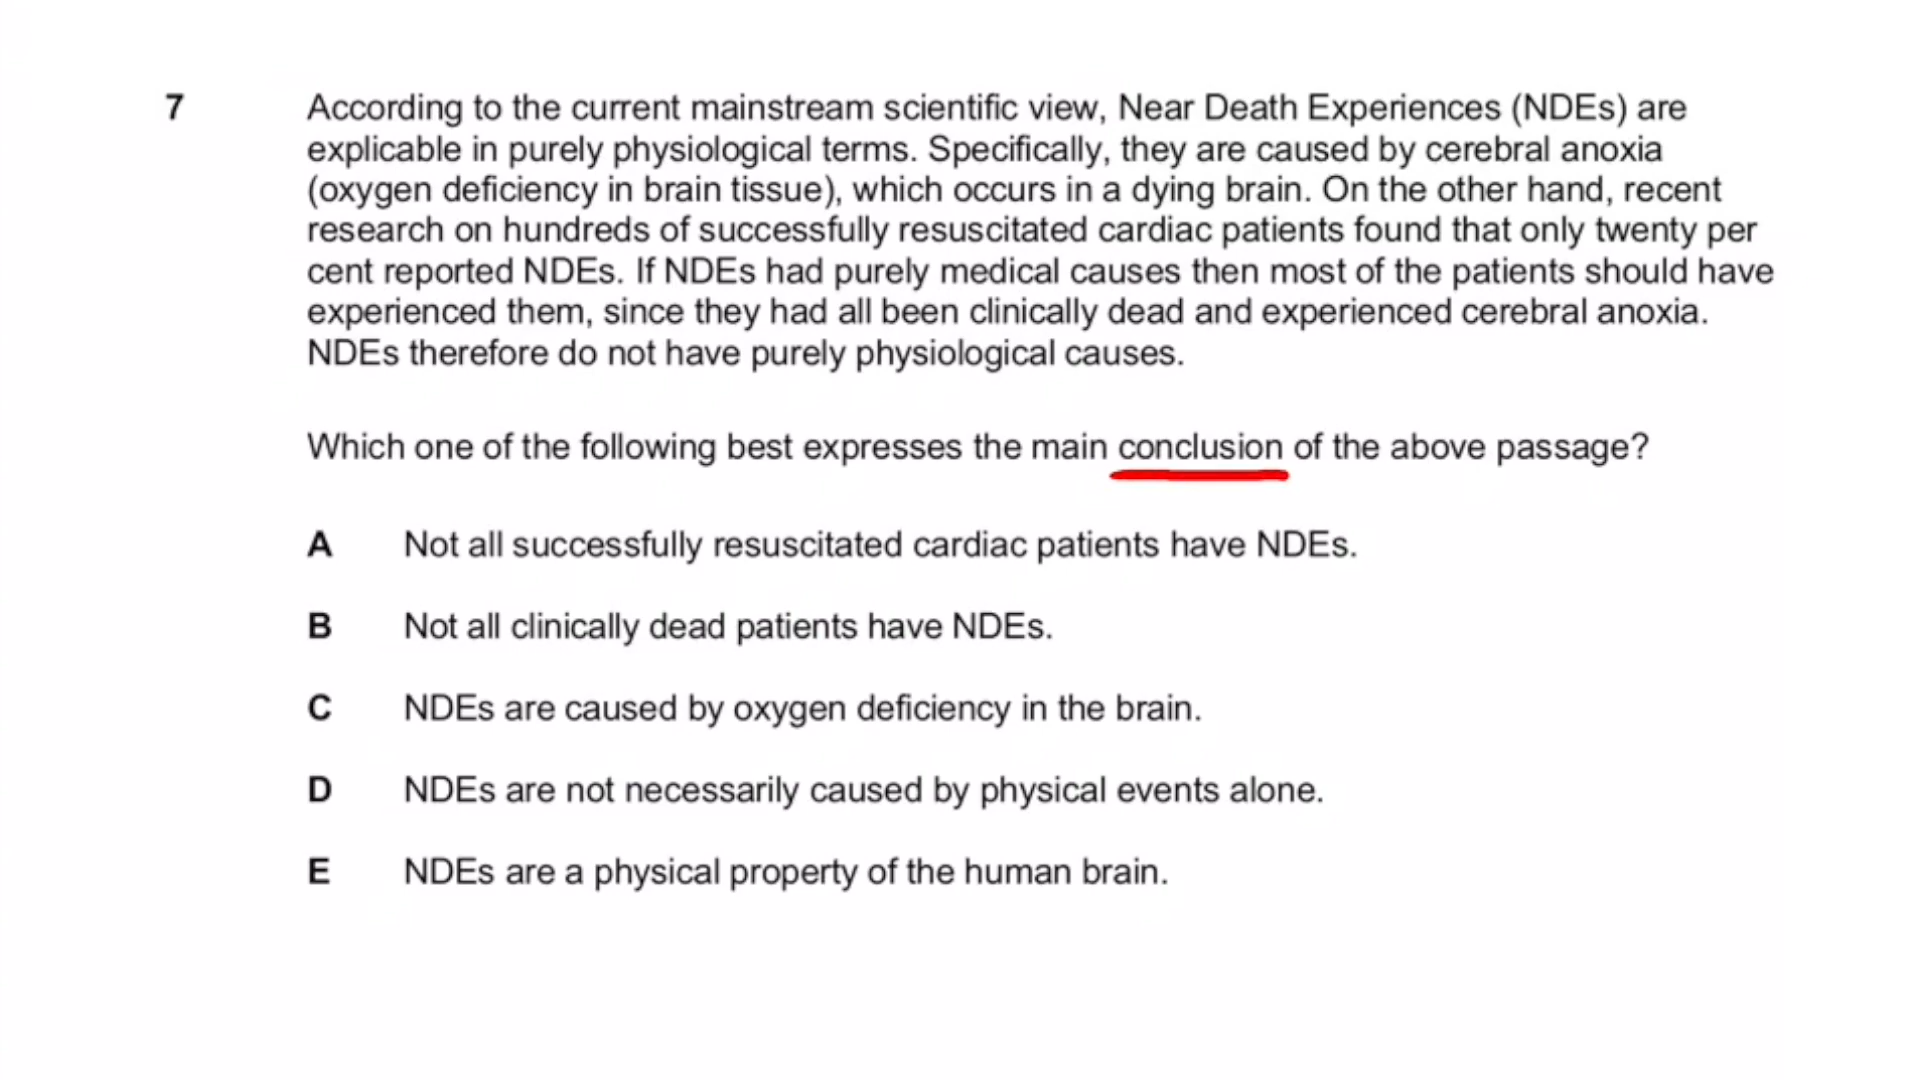 7 According to the current mainstream scientific view, Near Death Experiences (NDEs) are
explicable in purely physiological terms. Specifically, they are caused by cerebral anoxia
(oxygen deficiency in brain tissue), which occurs in a dying brain. On the other hand, recent
research on hundreds of successfully resuscitated cardiac patients found that only twenty per
cent reported NDEs. If NDEs had purely medical causes then most of the patients should have
experienced them, since they had all been clinically dead and experienced cerebral anoxia.
NDEs therefore do not have purely physiological causes.
Which one of the following best expresses the main conclusion of the above passage?
A Not all successfully resuscitated cardiac patients have NDEs.
B Not all clinically dead patients have NDEs.
C NDEs are caused by oxygen deficiency in the brain.
D NDEs are not necessarily caused by physical events alone.
E NDEs are a physical property of the human brain.